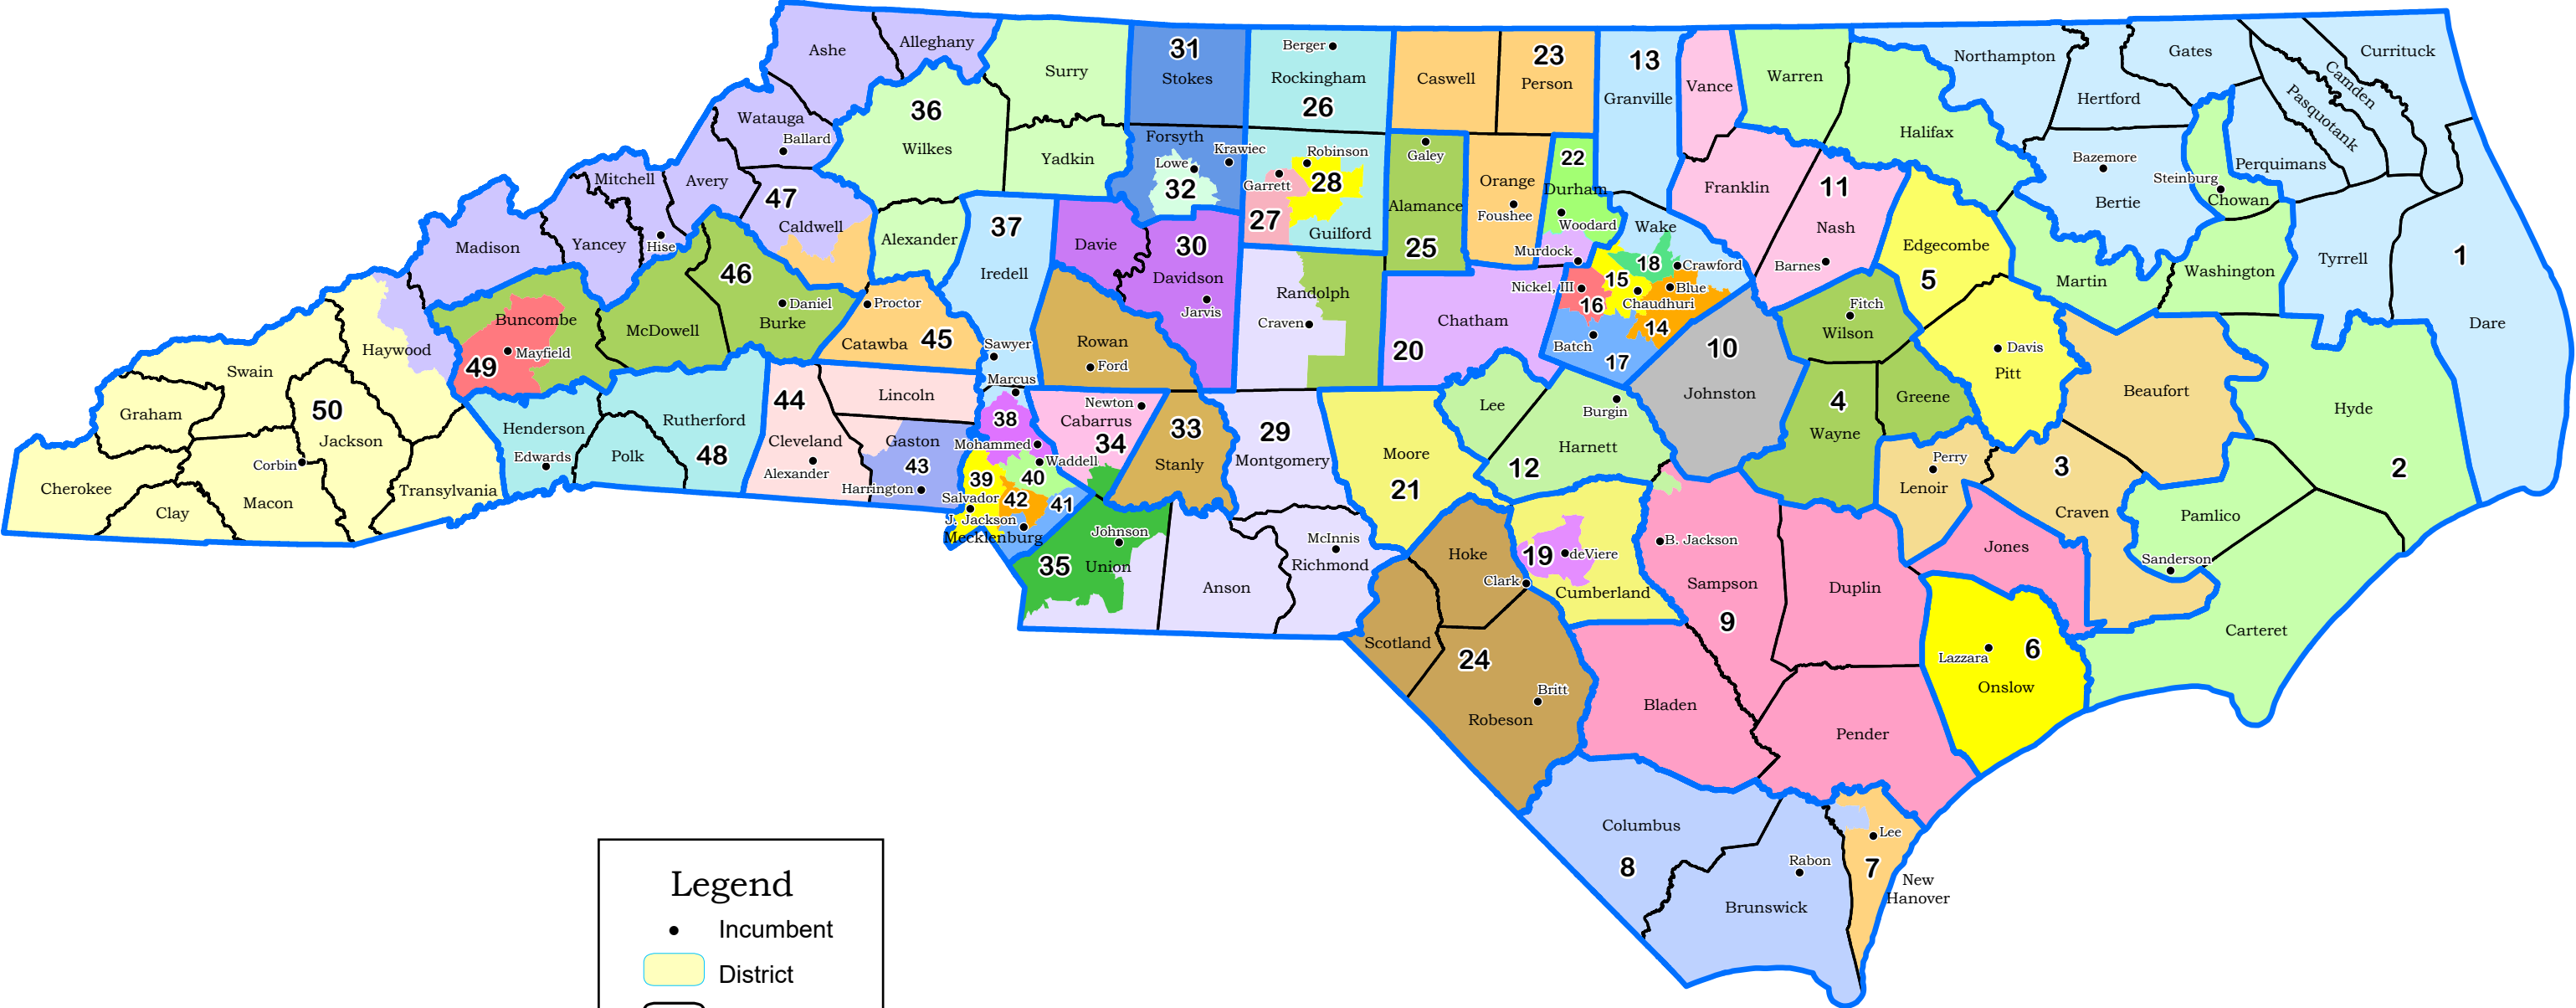 Ashe
Alleghany
Surry
31
Stokes
Berger
Rockingham
26
Caswell
23
Person
13
Granville
Vance
Warren
Northampton
Gates
Currituck
Camden
Pasquotank
Hertford
Halifax
Watauga
Ballard
36
Wilkes
Yadkin
Forsyth
Krawiec
Lowe
32
Robinson
Garrett
28
27
Guilford
Galey
Alamance
25
Orange
Foushee
22
Durham
Woodard
Murdock
Wake
Franklin
11
Nash
Barnes
Bazemore
Bertie
Steinburg
Chowan
Perquimans
Mitchell
Avery
47
Caldwell
Madison
Yancey
Hise
Alexander
37
Iredell
Davie
30
Davidson
Jarvis
Randolph
Craven
Chatham
20
Nickel, III
15
18
Crawford
Blue
16
Chaudhuri
14
Batch
17
10
Johnston
Edgecombe
5
Fitch
Wilson
Martin
Washington
Tyrrell
1
Dare
46
Daniel
Burke
McDowell
Proctor
Catawba
45
Buncombe
Mayfield
49
Haywood
Swain
Graham
50
Jackson
Corbin
Cherokee
Clay
Macon
Transylvania
Henderson
Edwards
Polk
Rutherford
48
44
Cleveland
Alexander
Lincoln
Gaston
43
Harrington
Sawyer
Marcus
38
Mohammed
Waddell
39
40
Salvador
42
41
J. Jackson
Mecklenburg
Rowan
Ford
Newton
Cabarrus
34
33
Stanly
29
Montgomery
Moore
21
Lee
Burgin
Harnett
12
4
Wayne
Greene
Davis
Pitt
Beaufort
Hyde
2
Perry
Lenoir
3
Craven
Pamlico
Sanderson
Jones
Carteret
35
Johnson
Union
Anson
McInnis
Richmond
Hoke
Clark
19
deViere
Cumberland
B. Jackson
Sampson
9
Duplin
Scotland
24
Britt
Robeson
Bladen
Pender
Lazzara
6
Onslow
Columbus
8
Rabon
Brunswick
Lee
7
New
Hanover
Legend
Incumbent
District